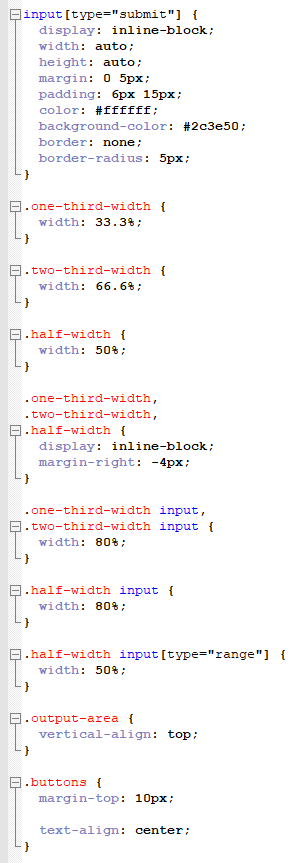 input[type="submit"] {
display: inline-block;
width: auto;
height: auto;
margin: 0 5px;
padding: 6px 15px;
color: #ffffff;
background-color: #2c3e50;
border: none;
border-radius: 5px;
}
.one-third-width {
width: 33.3%;
}
.two-third-width {
width: 66.6%;
}
.half-width {
width: 50%;
}
.one-third-width,
.two-third-width,
.half-width {
display: inline-block;
margin-right: -4px;
}
.one-third-width input,
.two-third-width input {
width: 80%;
}
.half-width input {
width: 80%;
}
.half-width input[type="range"] {
width: 50%;
}
.output-area {
vertical-align: top;
}
.buttons {
margin-top: 10px;
text-align: center;
}